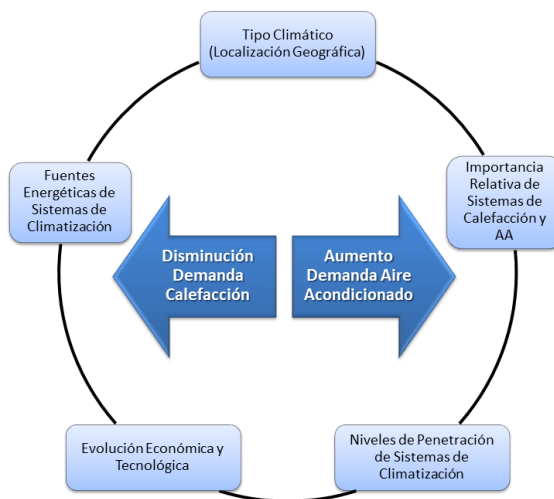 Tipo Climático
(Localización Geográfica)
Fuentes
Energéticas de
Sistemas de
Climatización
Importancia
Relativa de
Sistemas de
Calefacción y
AA
Disminución
Demanda
Calefacción
Aumento
Demanda Aire
Acondicionado
Evolución Económica y
Tecnológica
Niveles de Penetración
de Sistemas de
Climatización